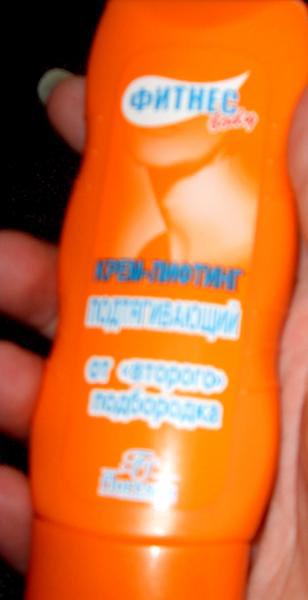 ФИТНЕС
body
КРЕМ-ЛИФТИНГ
ПОДТЯГИВАЮЩИЙ
от «второго»
подбородка